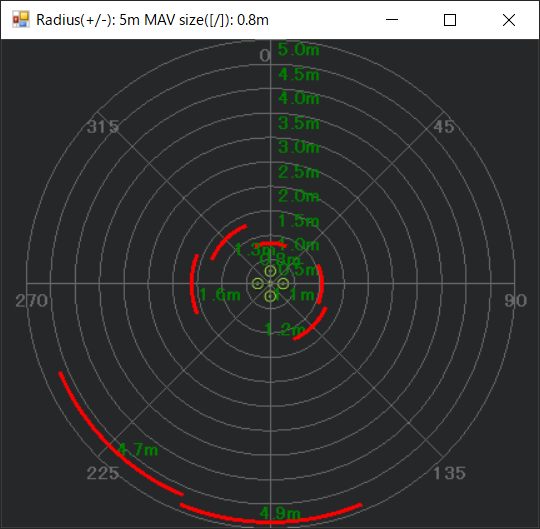 Radius(+/-): 5m MAV size([/]): 0.8m
0
5.0m
4.5m
4.0m
315
45
3.5m
3.0m
2.5m
2.0m
1.5m
1.3m
1.0m
0.8m
0.5m
270
1.6m
1.1m
90
1.2m
4.7m
225
135
4.9m